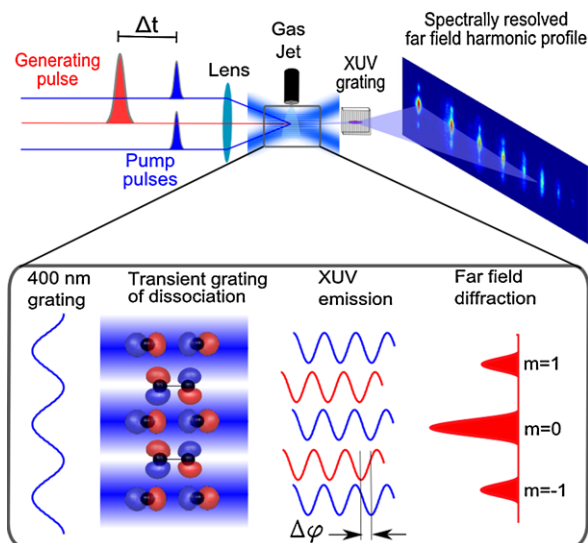 Δt
Generating
pulse
Pump
pulses
Lens
Gas
Jet
XUV
grating
Spectrally resolved
far field harmonic profile
400 nm
grating
Transient grating
of dissociation
XUV
emission
Far field
diffraction
m=1
m=0
m=-1
Δφ